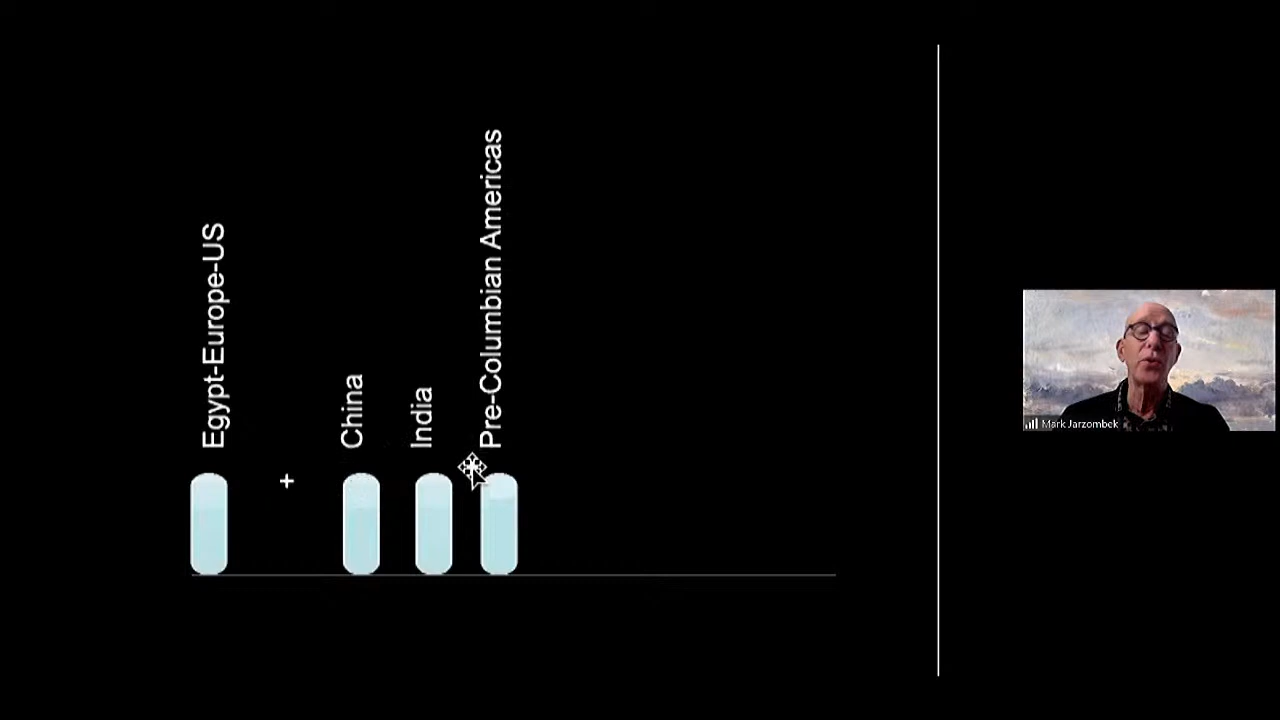 Egypt-Europe-US
+
China
India
Pre-Columbian Americas
Mark Jarzombek